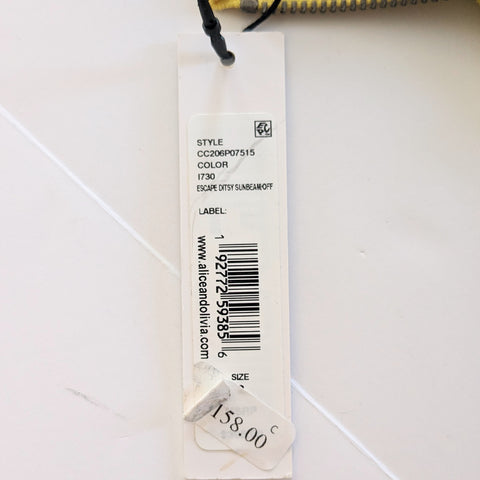 STYLE
CC206P07515
COLOR
I730
ESCAPE DITSY SUNBEAM/OFF
LABEL:
1 92772 59385 6
www.aliceandolivia.com
SIZE
158.00
C